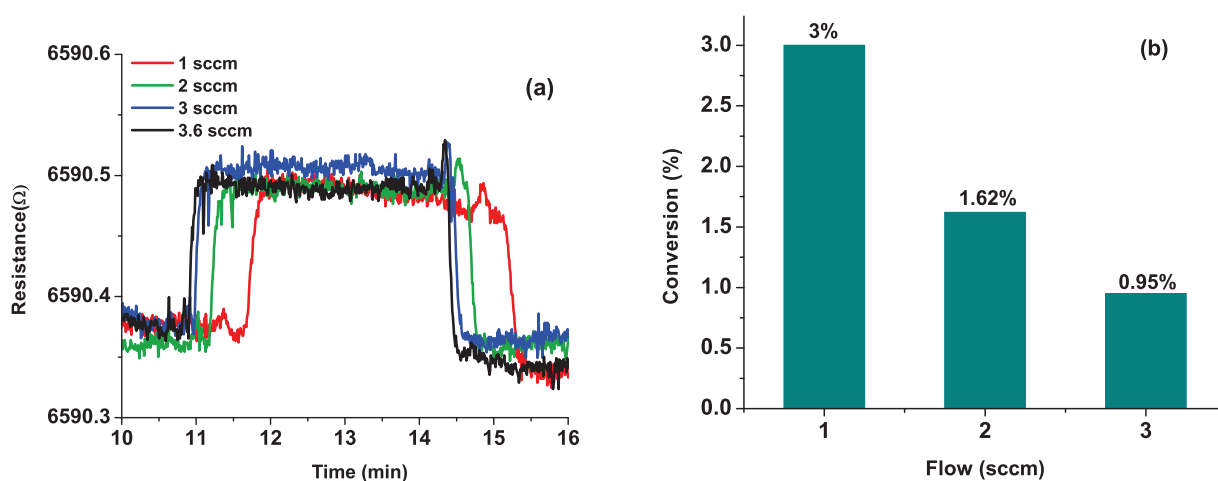 6590.6
6590.5
6590.4
6590.3
Resistance(Ω)
1 sccm
2 sccm
3 sccm
3.6 sccm
(a)
10 11 12 13 14 15 16
Time (min)
3.0
2.5
2.0
1.5
1.0
0.5
0.0
Conversion (%)
3%
1.62%
0.95%
(b)
1 2 3
Flow (sccm)